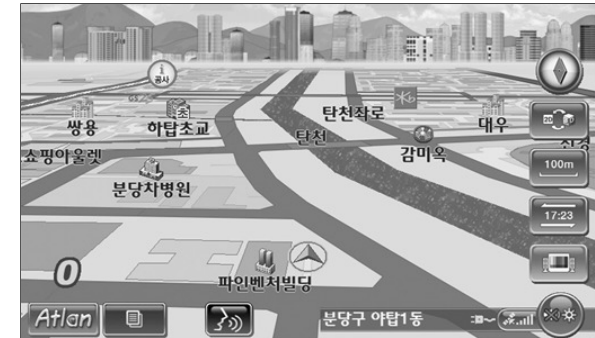 i
공사
쌍용
초
하탑초교
탄천좌로
탄천
대우
감미옥
쇼핑아울렛
분당차병원
2D
100m
17:23
0
파인벤처빌딩
Atlan
분당구 야탑1동